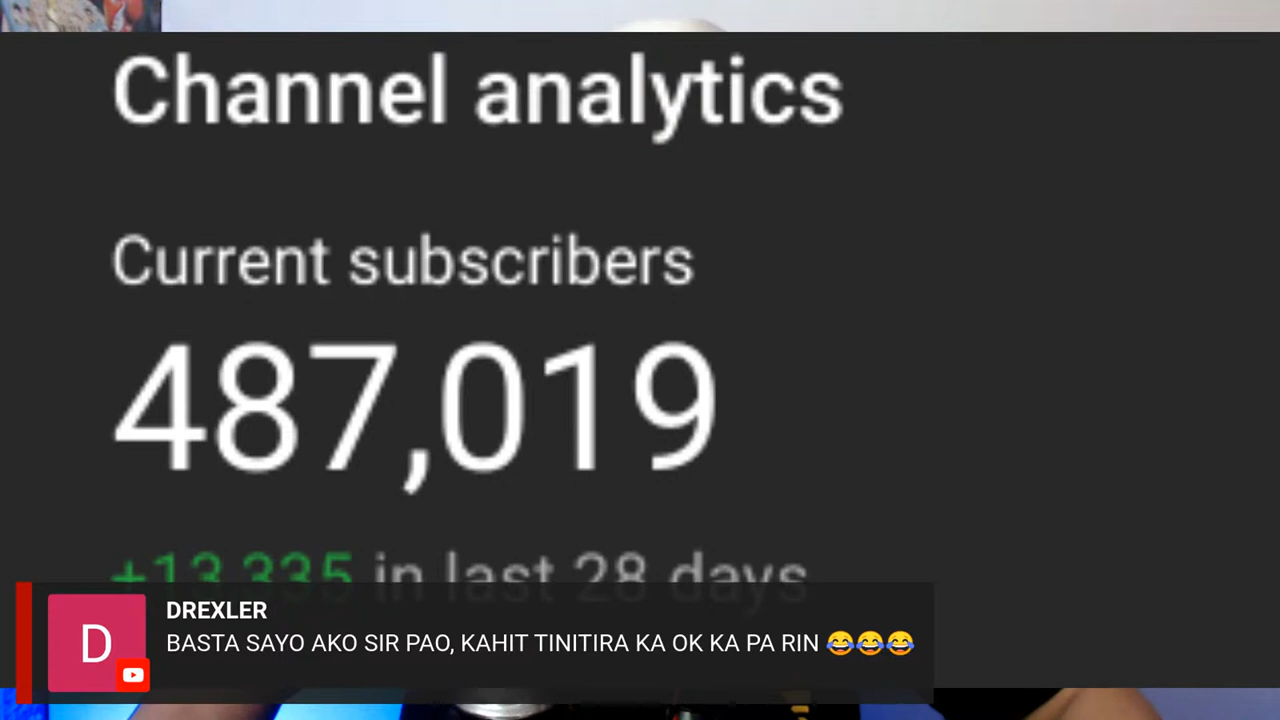 Channel analytics
Current subscribers
487,019
+13,335 in last 28 days
D
DREXLER
BASTA SAYO AKO SIR PAO, KAHIT TINITIRA KA OK KA PA RIN 😂😂😂